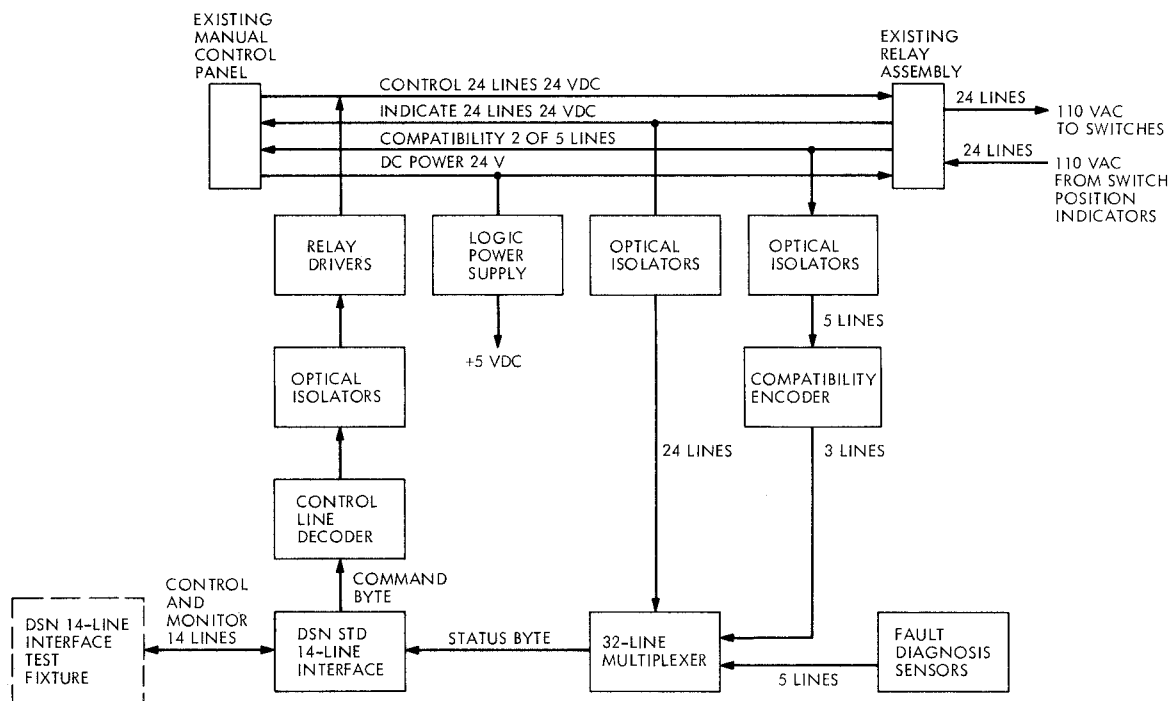 EXISTING
MANUAL
CONTROL
PANEL
EXISTING
RELAY
ASSEMBLY
CONTROL 24 LINES 24 VDC
INDICATE 24 LINES 24 VDC
COMPATIBILITY 2 OF 5 LINES
DC POWER 24 V
24 LINES
110 VAC
TO SWITCHES
24 LINES
110 VAC
FROM SWITCH
POSITION
INDICATORS
RELAY
DRIVERS
LOGIC
POWER
SUPPLY
OPTICAL
ISOLATORS
OPTICAL
ISOLATORS
5 LINES
+5 VDC
OPTICAL
ISOLATORS
COMPATIBILITY
ENCODER
24 LINES
3 LINES
CONTROL
LINE
DECODER
COMMAND
BYTE
CONTROL
AND
MONITOR
14 LINES
DSN 14-LINE
INTERFACE
TEST
FIXTURE
DSN STD
14-LINE
INTERFACE
STATUS BYTE
32-LINE
MULTIPLEXER
5 LINES
FAULT
DIAGNOSIS
SENSORS